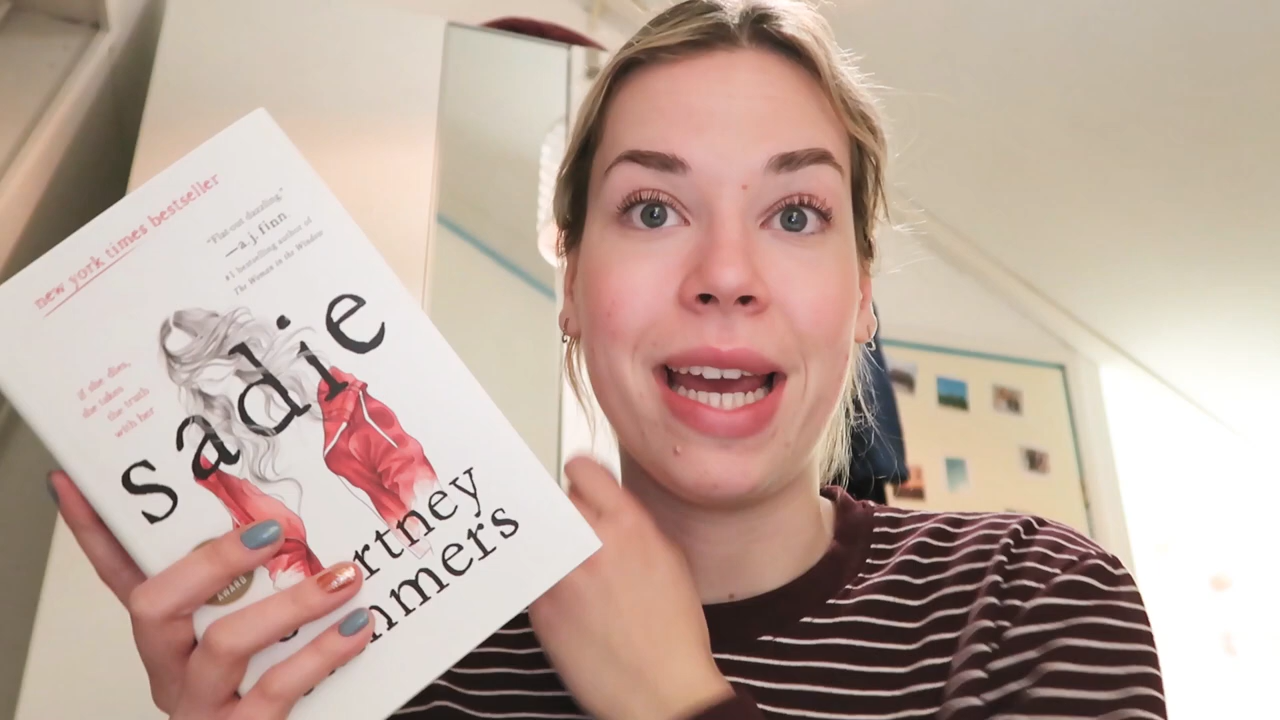 new york times bestseller
"Flat-out dazzling."
—a.j. finn
#1 bestselling author of
The Woman in the Window
sadie
if she dies,
she takes
the truth
with her
rtney
mmers
AWARD